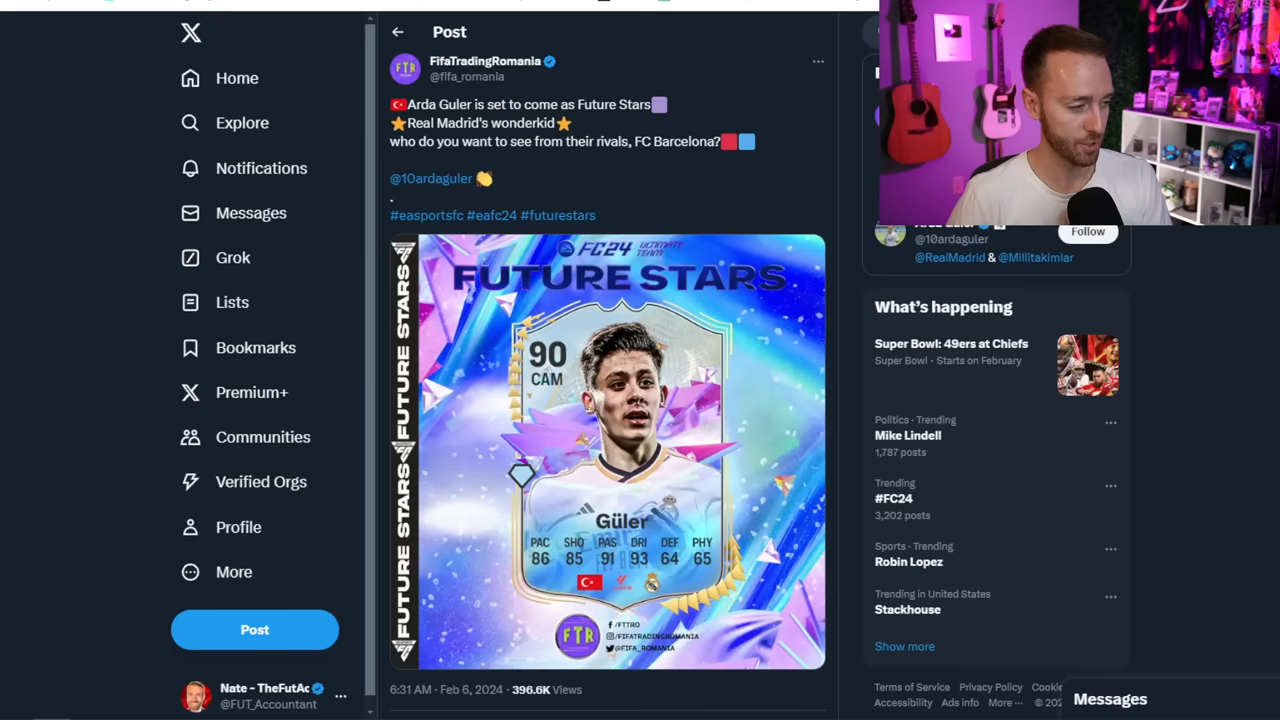 Home
Explore
Notifications
Messages
Grok
Lists
Bookmarks
Premium+
Communities
Verified Orgs
Profile
More
Post
Nate - TheFutAc
@FUT_Accountant
Post
FifaTradingRomania
@fifa_romania
Arda Guler is set to come as Future Stars
Real Madrid's wonderkid
who do you want to see from their rivals, FC Barcelona?
@10ardaguler
.
#easportsfc #eafc24 #futurestars
FUTURE STARS
FUTURE STARS
FC24 ULTIMATE TEAM
FUTURE STARS
90
CAM
Güler
PAC SHO PAS DRI DEF PHY
86 85 91 93 64 65
FTR
/FTTRO
/FIFATRADINGROMANIA
@FIFA_ROMANIA
6:31 AM · Feb 6, 2024 · 396.6K Views
Arda Güler
@10ardaguler
Follow
@RealMadrid & @Millitakimlar
What's happening
Super Bowl: 49ers at Chiefs
Super Bowl · Starts on February
Politics · Trending
Mike Lindell
1,787 posts
Trending
#FC24
3,202 posts
Sports · Trending
Robin Lopez
Trending in United States
Stackhouse
Show more
Terms of Service Privacy Policy Cookie
Accessibility Ads info More ··· © 202
Messages